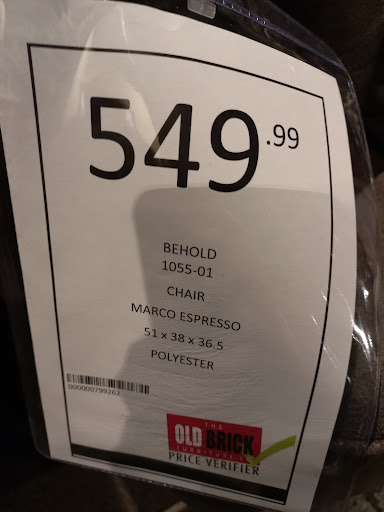 549.99
BEHOLD
1055-01
CHAIR
MARCO ESPRESSO
51 x 38 x 36.5
POLYESTER
000000799262
THE
OLD BRICK
FURNITURE CO
PRICE VERIFIER